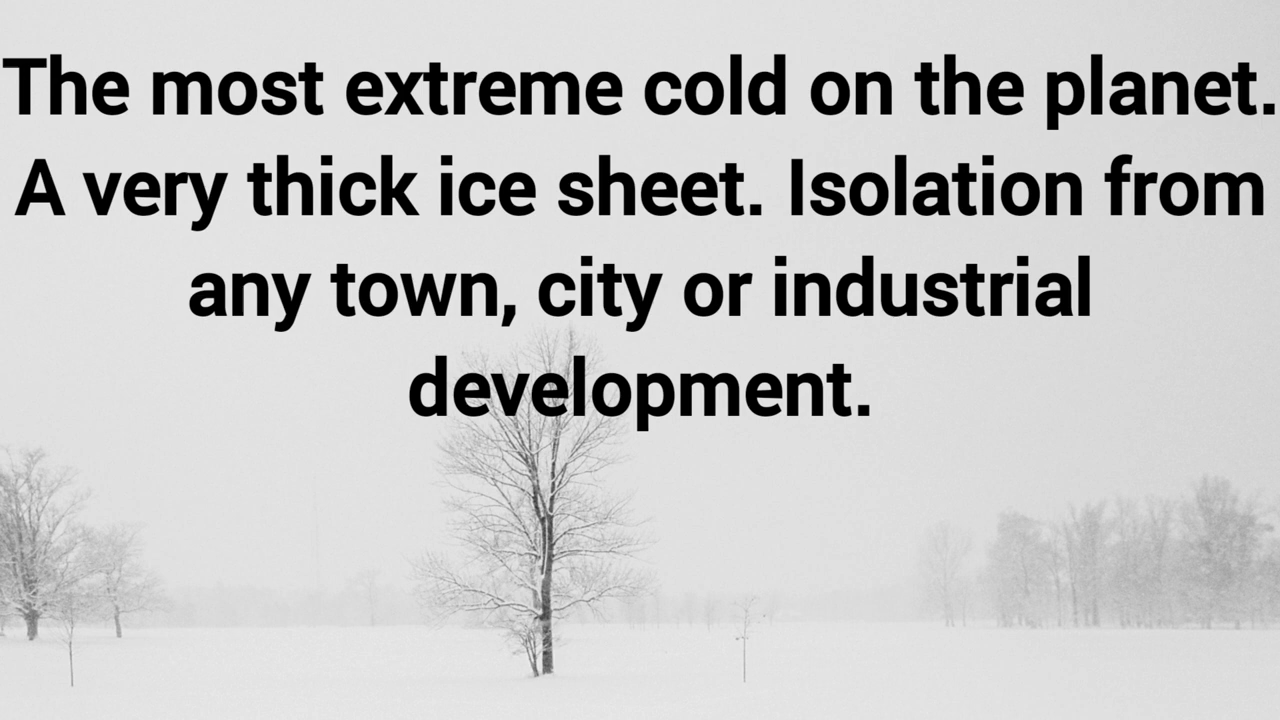 The most extreme cold on the planet.
A very thick ice sheet. Isolation from
any town, city or industrial
development.